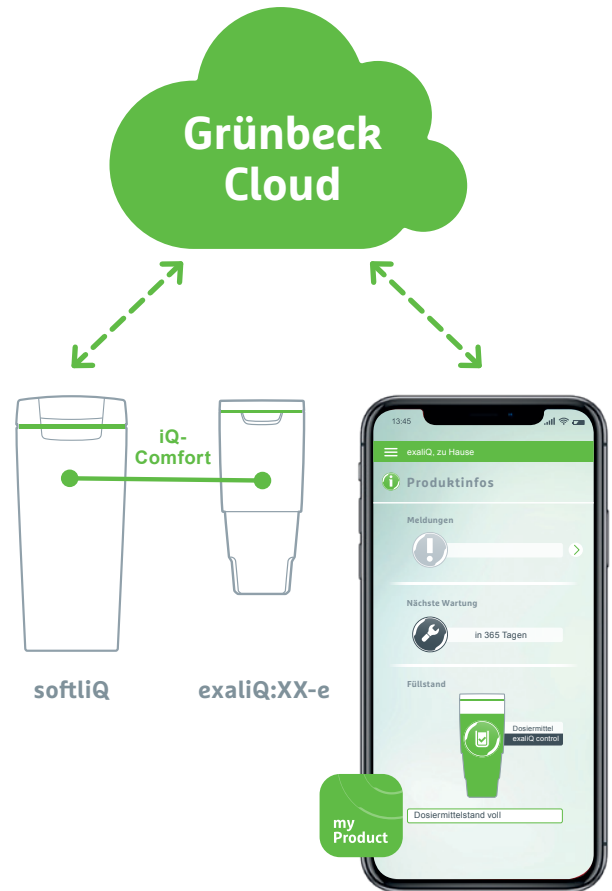 Grünbeck
Cloud
iQ-
Comfort
softliQ
exaliQ:XX-e
13:45
exaliQ, zu Hause
i
Produktinfos
Meldungen
!
Nächste Wartung
in 365 Tagen
Füllstand
Dosiermittel
exaliQ control
Dosiermittelstand voll
my
Product